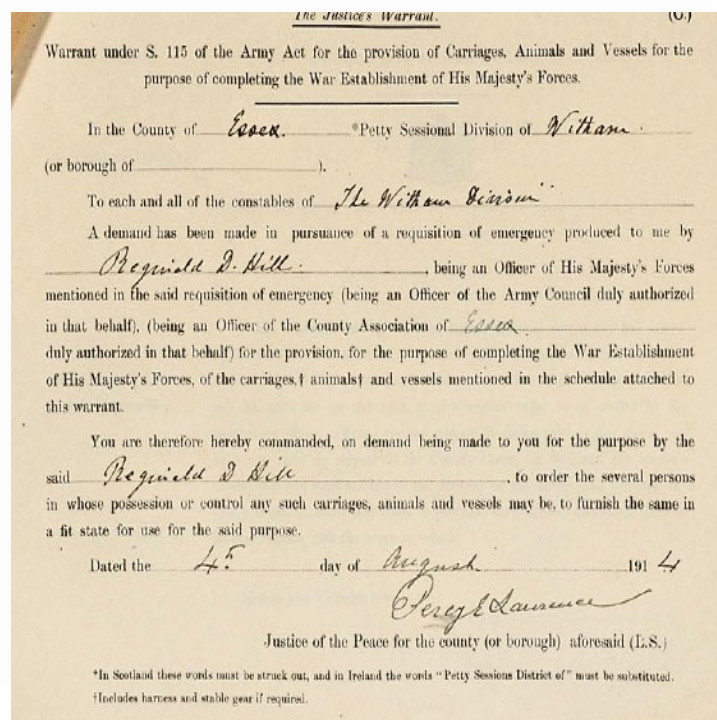 The Justice's Warrant. (C.)
Warrant under S. 115 of the Army Act for the provision of Carriages, Animals and Vessels for the
purpose of completing the War Establishment of His Majesty's Forces.
In the County of Essex. *Petty Sessional Division of Witham.
(or borough of ).
To each and all of the constables of The Witham Division
A demand has been made in pursuance of a requisition of emergency produced to me by
Reginald D. Hill. , being an Officer of His Majesty's Forces
mentioned in the said requisition of emergency (being an Officer of the Army Council duly authorized
in that behalf), (being an Officer of the County Association of Essex
duly authorized in that behalf) for the provision, for the purpose of completing the War Establishment
of His Majesty's Forces, of the carriages,† animals† and vessels mentioned in the schedule attached to
this warrant.
You are therefore hereby commanded, on demand being made to you for the purpose by the
said Reginald D Hill , to order the several persons
in whose possession or control any such carriages, animals and vessels may be, to furnish the same in
a fit state for use for the said purpose.
Dated the 4th day of August 1914
Percy E Laurence
Justice of the Peace for the county (or borough) aforesaid (L.S.)
*In Scotland these words must be struck out, and in Ireland the words "Petty Sessions District of" must be substituted.
†Includes harness and stable gear if required.